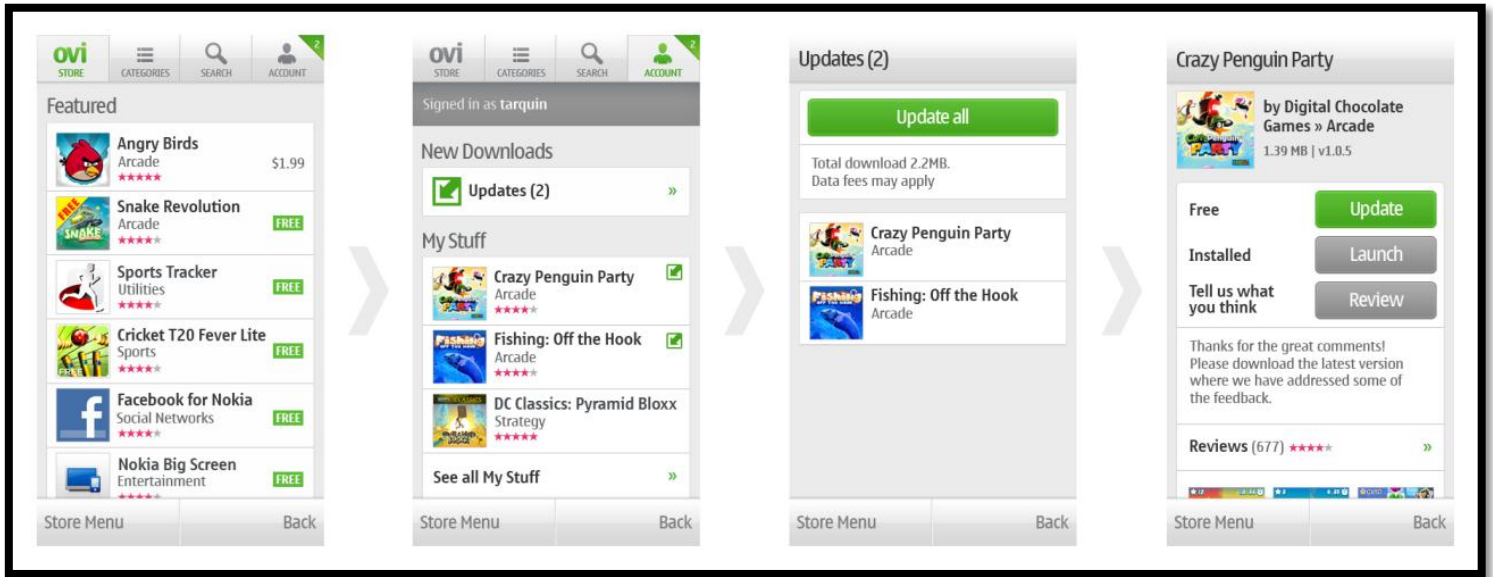 ovi
STORE
CATEGORIES
SEARCH
ACCOUNT
2
Featured
Angry Birds
Arcade
$1.99
Snake Revolution
Arcade
FREE
Sports Tracker
Utilities
FREE
Cricket T20 Fever Lite
Sports
FREE
Facebook for Nokia
Social Networks
FREE
Nokia Big Screen
Entertainment
FREE
Store Menu
Back
ovi
STORE
CATEGORIES
SEARCH
ACCOUNT
2
Signed in as tarquin
New Downloads
Updates (2) »
My Stuff
Crazy Penguin Party
Arcade
Fishing: Off the Hook
Arcade
DC Classics: Pyramid Bloxx
Strategy
See all My Stuff »
Store Menu
Back
Updates (2)
Update all
Total download 2.2MB.
Data fees may apply
Crazy Penguin Party
Arcade
Fishing: Off the Hook
Arcade
Store Menu
Back
Crazy Penguin Party
by Digital Chocolate
Games » Arcade
1.39 MB | v1.0.5
Free
Update
Installed
Launch
Tell us what
you think
Review
Thanks for the great comments!
Please download the latest version
where we have addressed some of
the feedback.
Reviews (677) »
Store Menu
Back